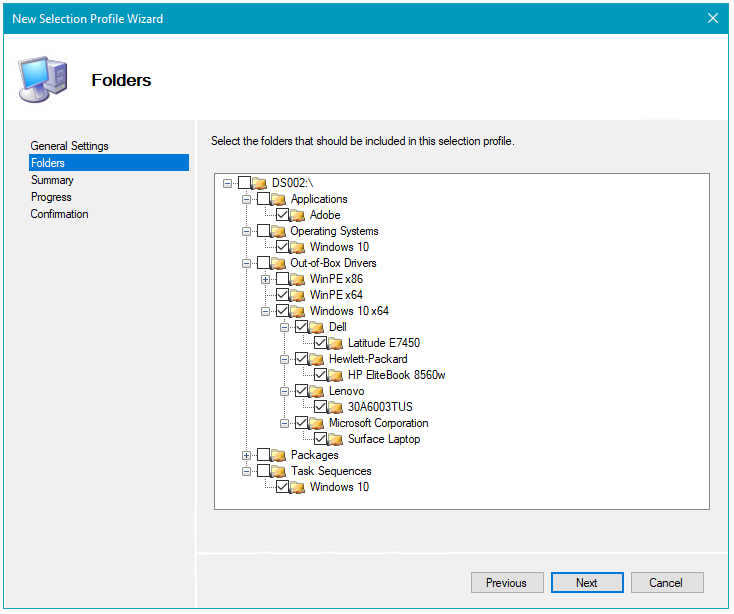 New Selection Profile Wizard
Folders
General Settings
Folders
Summary
Progress
Confirmation
Select the folders that should be included in this selection profile.
DS002:\
Applications
Adobe
Operating Systems
Windows 10
Out-of-Box Drivers
WinPE x86
WinPE x64
Windows 10 x64
Dell
Latitude E7450
Hewlett-Packard
HP EliteBook 8560w
Lenovo
30A6003TUS
Microsoft Corporation
Surface Laptop
Packages
Task Sequences
Windows 10
Previous Next Cancel